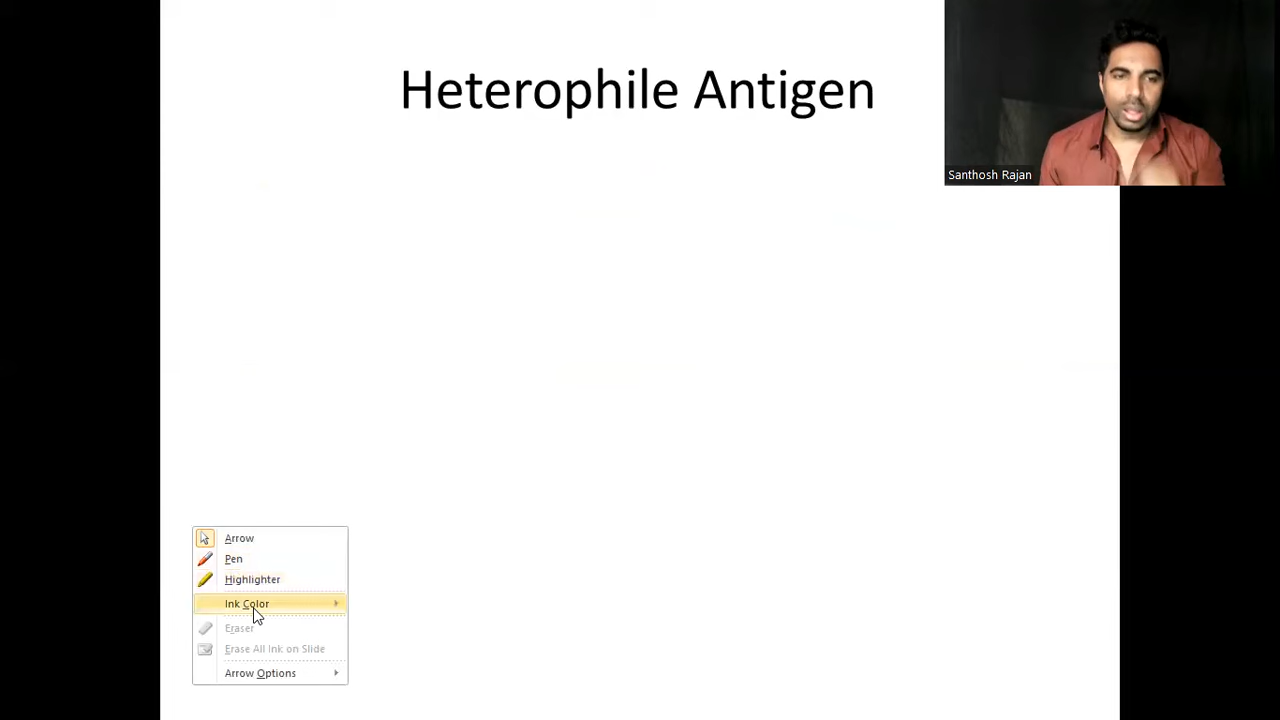 Heterophile Antigen
Santhosh Rajan
Arrow
Pen
Highlighter
Ink Color
Eraser
Erase All Ink on Slide
Arrow Options